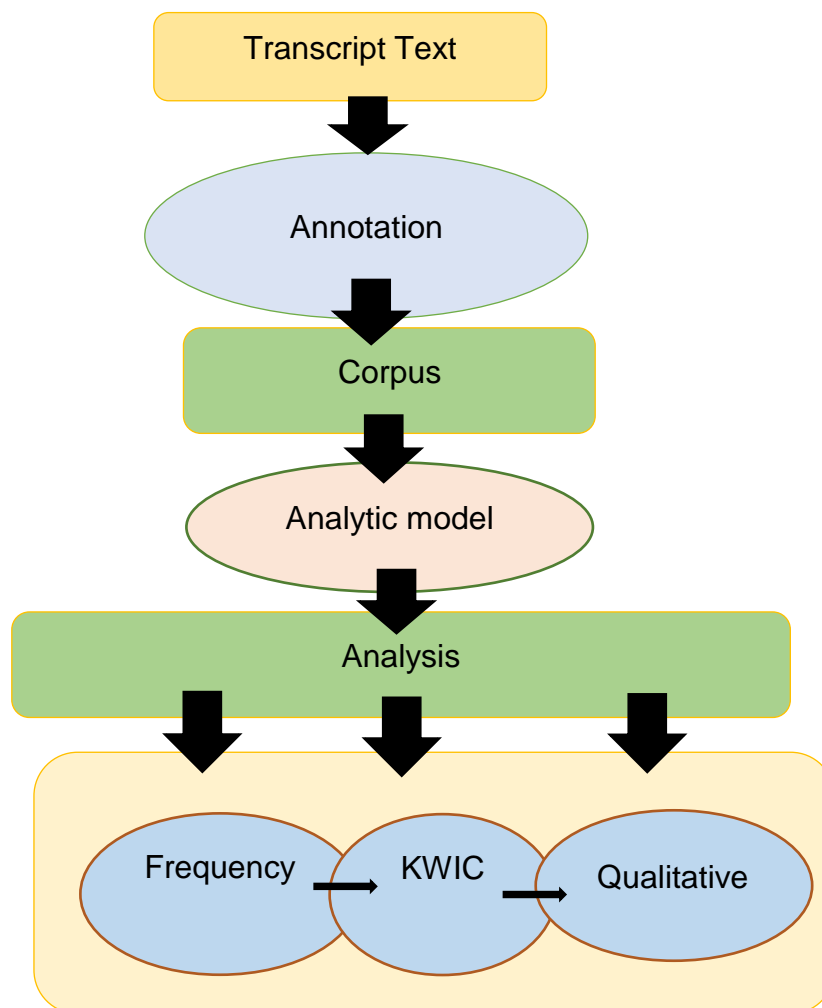 Transcript Text
Annotation
Corpus
Analytic model
Analysis
Frequency
KWIC
Qualitative